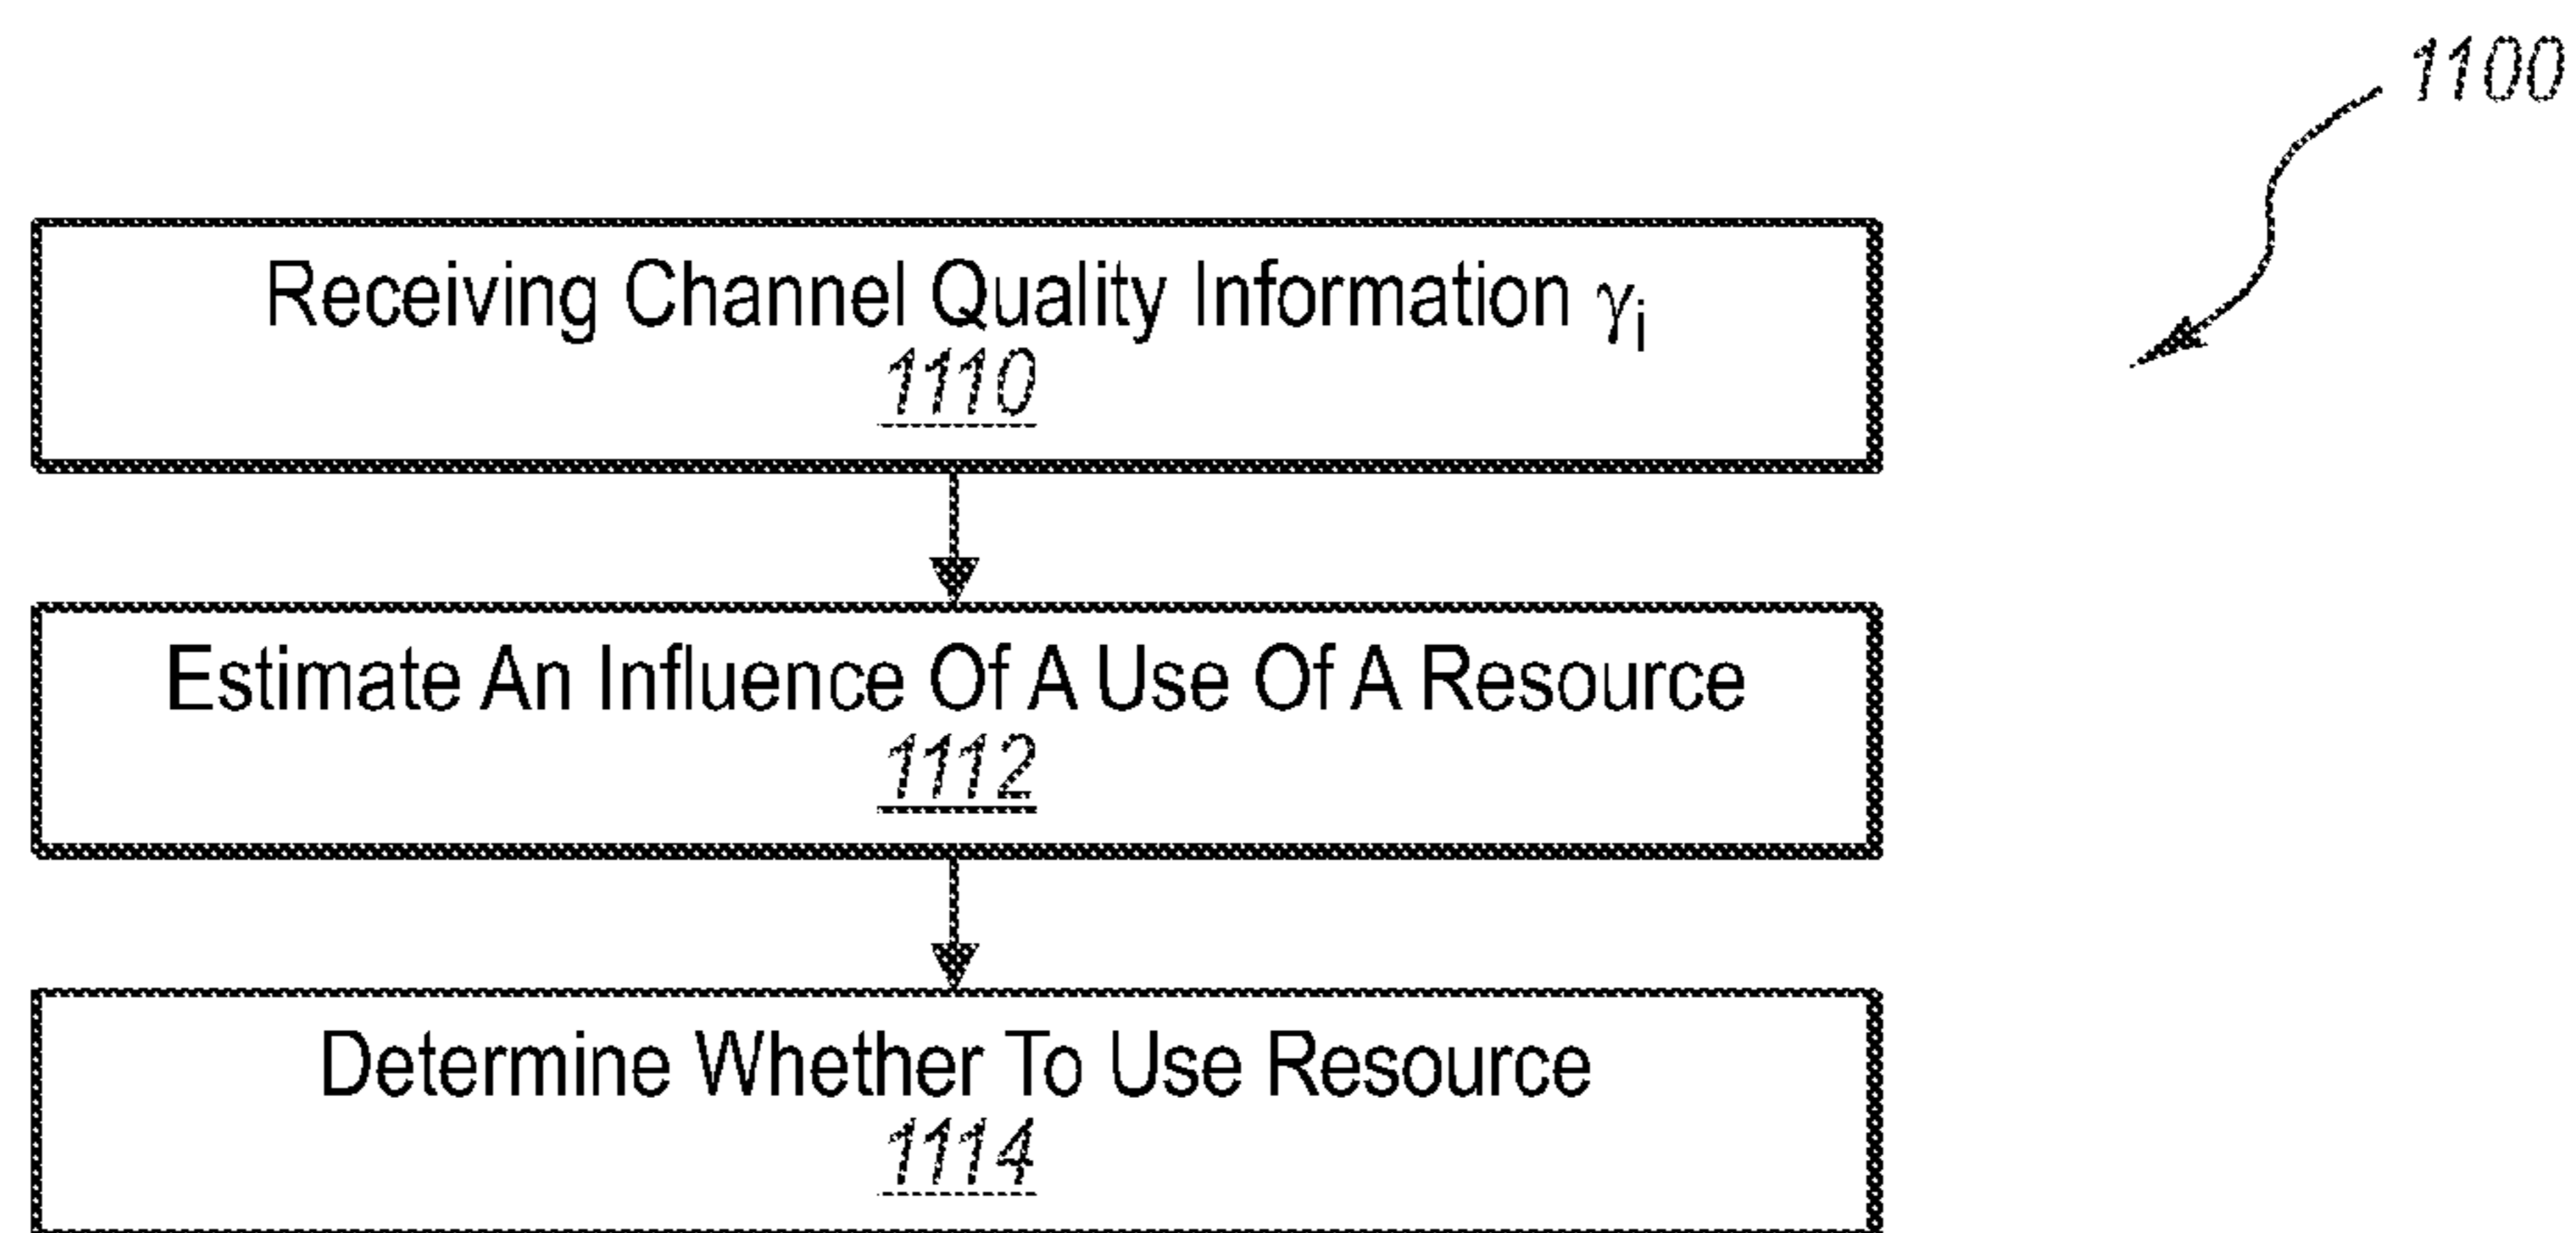 1100
Receiving Channel Quality Information γi
1110
Estimate An Influence Of A Use Of A Resource
1112
Determine Whether To Use Resource
1114